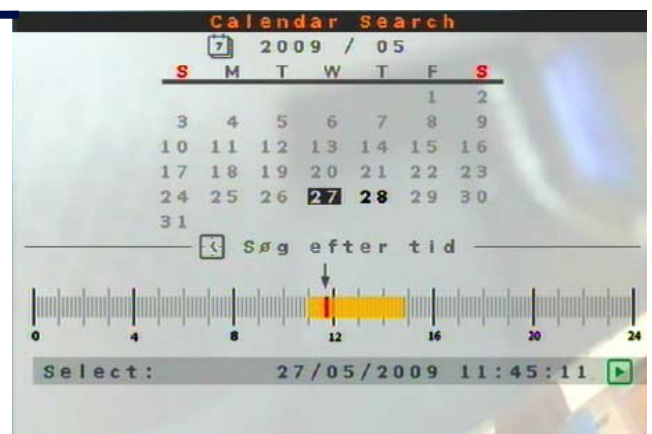 Calendar Search
7 2009 / 05
S M T W T F S
1 2
3 4 5 6 7 8 9
10 11 12 13 14 15 16
17 18 19 20 21 22 23
24 25 26 27 28 29 30
31
Søg efter tid
0 4 8 12 16 20 24
Select: 27/05/2009 11:45:11